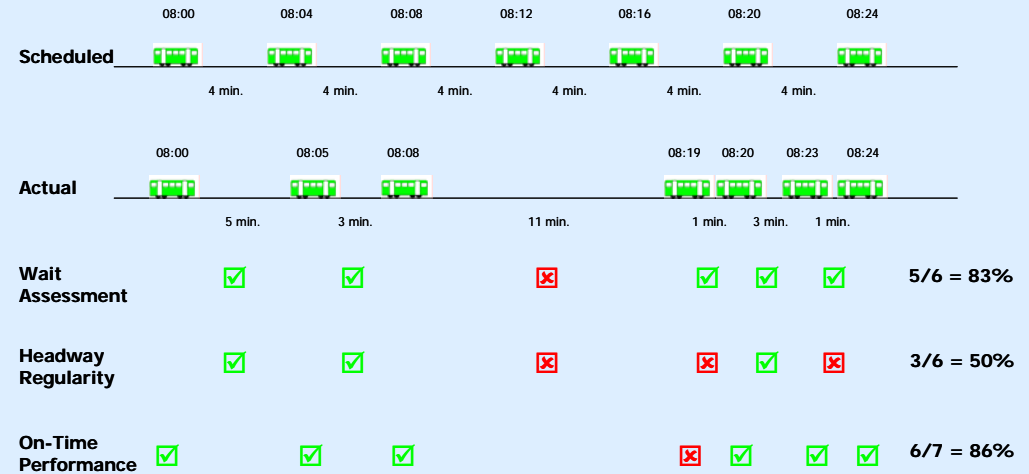 08:00 08:04 08:08 08:12 08:16 08:20 08:24
Scheduled
4 min. 4 min. 4 min. 4 min. 4 min. 4 min.
08:00 08:05 08:08 08:19 08:20 08:23 08:24
Actual
5 min. 3 min. 11 min. 1 min. 3 min. 1 min.
Wait
Assessment
5/6 = 83%
Headway
Regularity
3/6 = 50%
On-Time
Performance
6/7 = 86%